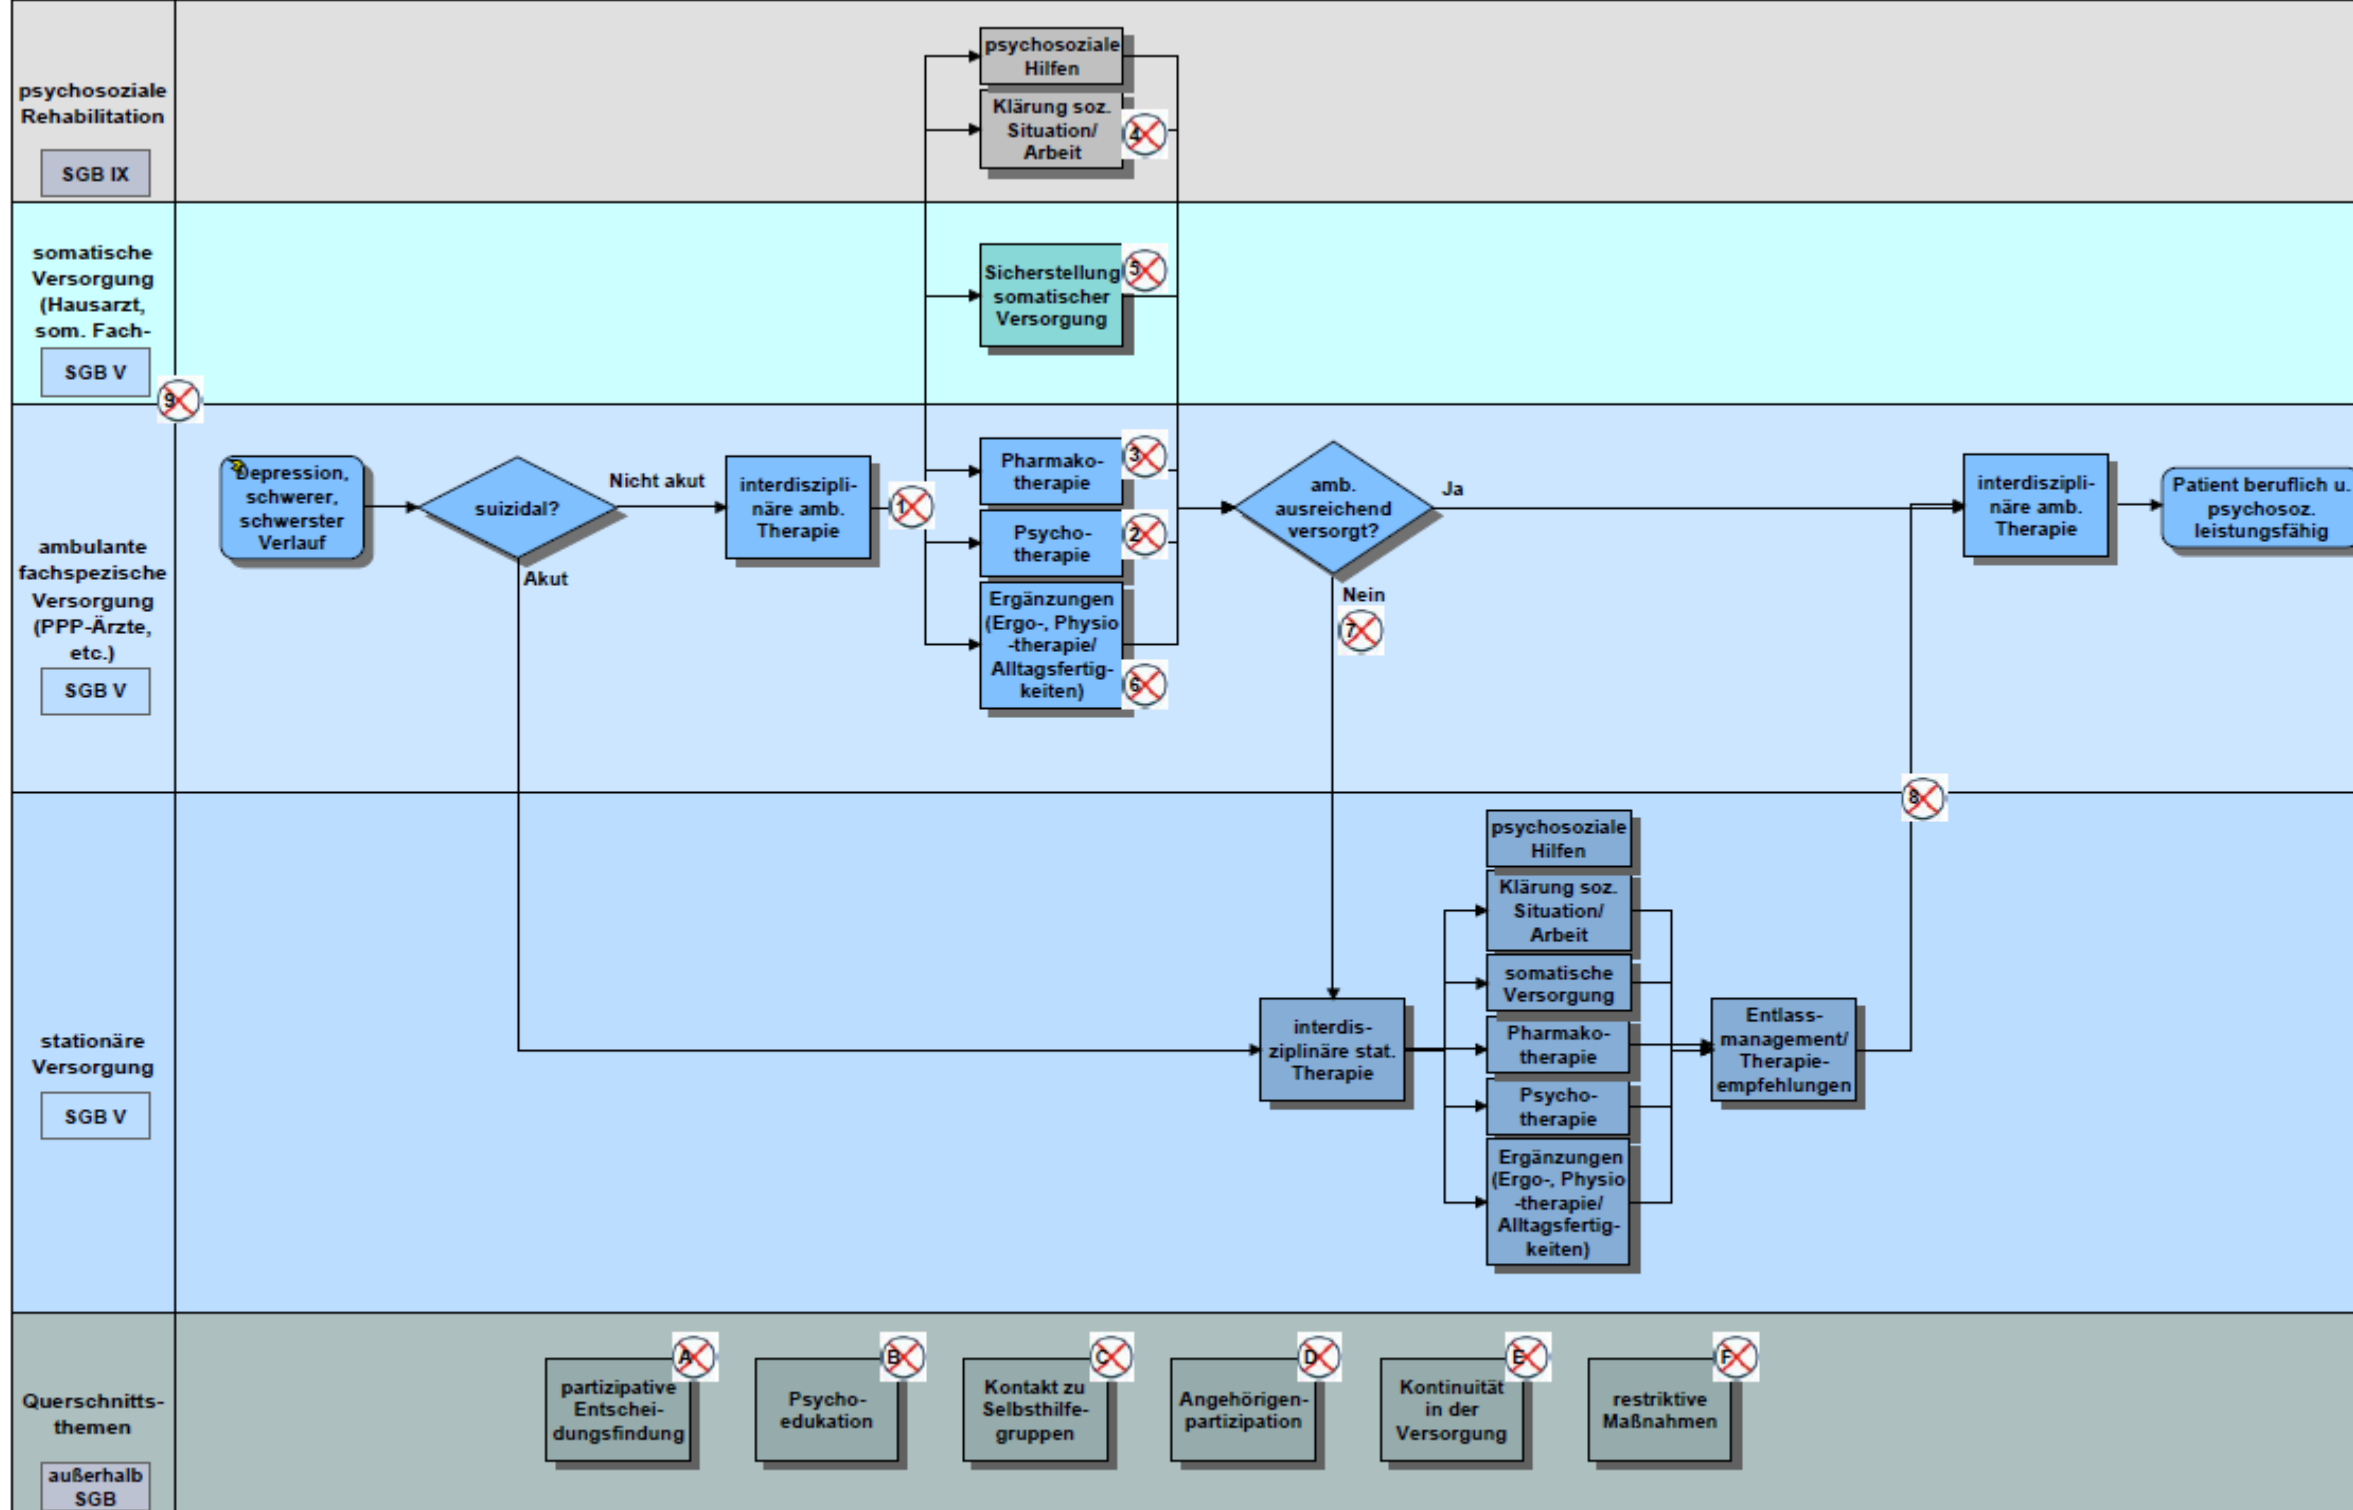 psychosoziale
Rehabilitation
SGB IX
psychosoziale
Hilfen
Klärung soz.
Situation/
Arbeit
4
somatische
Versorgung
(Hausarzt,
som. Fach-
SGB V
9
Sicherstellung
somatischer
Versorgung
5
ambulante
fachspezische
Versorgung
(PPP-Ärzte,
etc.)
SGB V
Depression,
schwerer,
schwerster
Verlauf
suizidal?
Nicht akut
Akut
interdiszipli-
näre amb.
Therapie
1
Pharmako-
therapie
3
Psycho-
therapie
2
Ergänzungen
(Ergo-, Physio
-therapie/
Alltagsfertig-
keiten)
6
amb.
ausreichend
versorgt?
Ja
Nein
7
interdiszipli-
näre amb.
Therapie
Patient beruflich u.
psychosoz.
leistungsfähig
8
stationäre
Versorgung
SGB V
interdis-
ziplinäre stat.
Therapie
psychosoziale
Hilfen
Klärung soz.
Situation/
Arbeit
somatische
Versorgung
Pharmako-
therapie
Psycho-
therapie
Ergänzungen
(Ergo-, Physio
-therapie/
Alltagsfertig-
keiten)
Entlass-
management/
Therapie-
empfehlungen
Querschnitts-
themen
außerhalb
SGB
A
partizipative
Entschei-
dungsfindung
B
Psycho-
edukation
C
Kontakt zu
Selbsthilfe-
gruppen
D
Angehörigen-
partizipation
E
Kontinuität
in der
Versorgung
F
restriktive
Maßnahmen